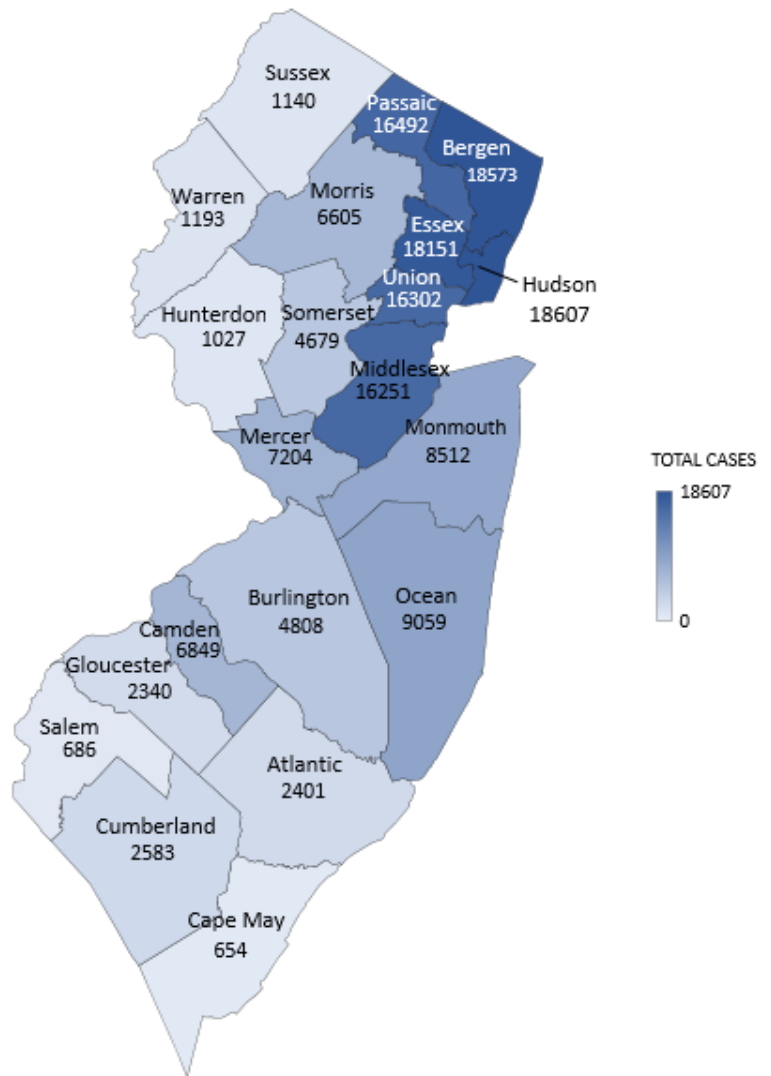 Sussex
1140
Passaic
16492
Bergen
18573
Warren
1193
Morris
6605
Essex
18151
Union
16302
Hudson
18607
Hunterdon
1027
Somerset
4679
Middlesex
16251
Mercer
7204
Monmouth
8512
TOTAL CASES
18607
0
Burlington
4808
Ocean
9059
Camden
6849
Gloucester
2340
Salem
686
Atlantic
2401
Cumberland
2583
Cape May
654